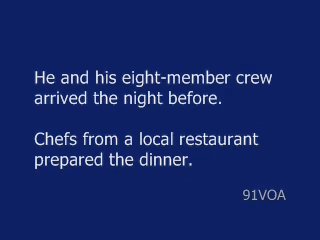 He and his eight-member crew
arrived the night before.
Chefs from a local restaurant
prepared the dinner.
91VOA